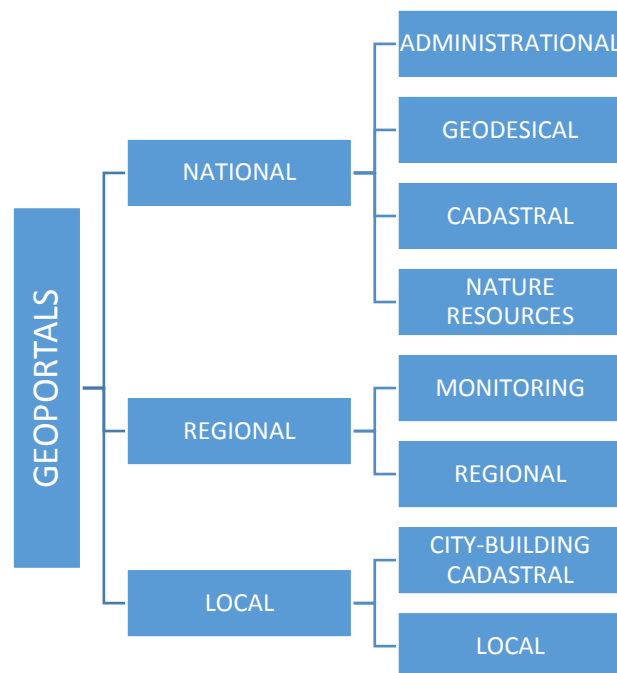 GEOPORTALS
NATIONAL
ADMINISTRATIONAL
GEODESICAL
CADASTRAL
NATURE
RESOURCES
REGIONAL
MONITORING
REGIONAL
LOCAL
CITY-BUILDING
CADASTRAL
LOCAL